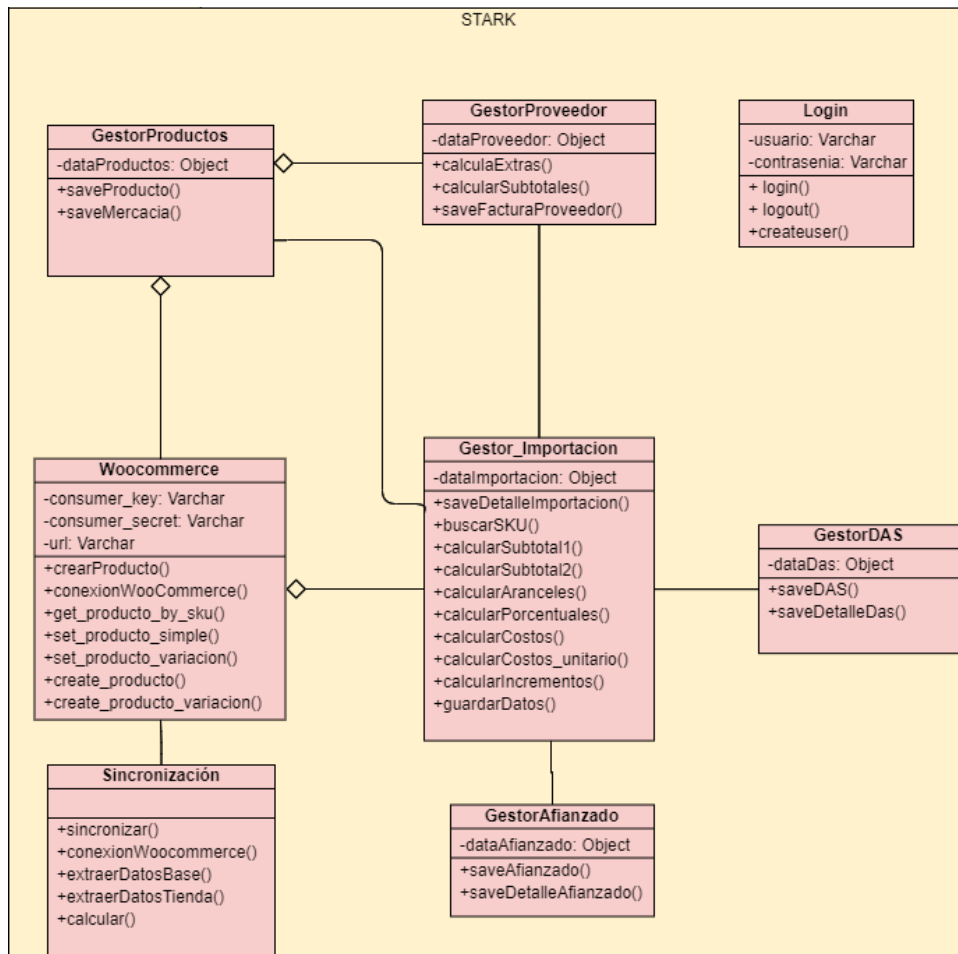 STARK
GestorProductos
-dataProductos: Object
+saveProducto()
+saveMercacia()
GestorProveedor
-dataProveedor: Object
+calculaExtras()
+calcularSubtotales()
+saveFacturaProveedor()
Login
-usuario: Varchar
-contrasenia: Varchar
+ login()
+ logout()
+createuser()
Woocommerce
-consumer_key: Varchar
-consumer_secret: Varchar
-url: Varchar
+crearProducto()
+conexionWooCommerce()
+get_producto_by_sku()
+set_producto_simple()
+set_producto_variacion()
+create_producto()
+create_producto_variacion()
Gestor_Importacion
-dataImportacion: Object
+saveDetalleImportacion()
+buscarSKU()
+calcularSubtotal1()
+calcularSubtotal2()
+calcularAranceles()
+calcularPorcentuales()
+calcularCostos()
+calcularCostos_unitario()
+calcularIncrementos()
+guardarDatos()
GestorDAS
-dataDas: Object
+saveDAS()
+saveDetalleDas()
Sincronización
+sincronizar()
+conexionWoocommerce()
+extraerDatosBase()
+extraerDatosTienda()
+calcular()
GestorAfianzado
-dataAfianzado: Object
+saveAfianzado()
+saveDetalleAfianzado()